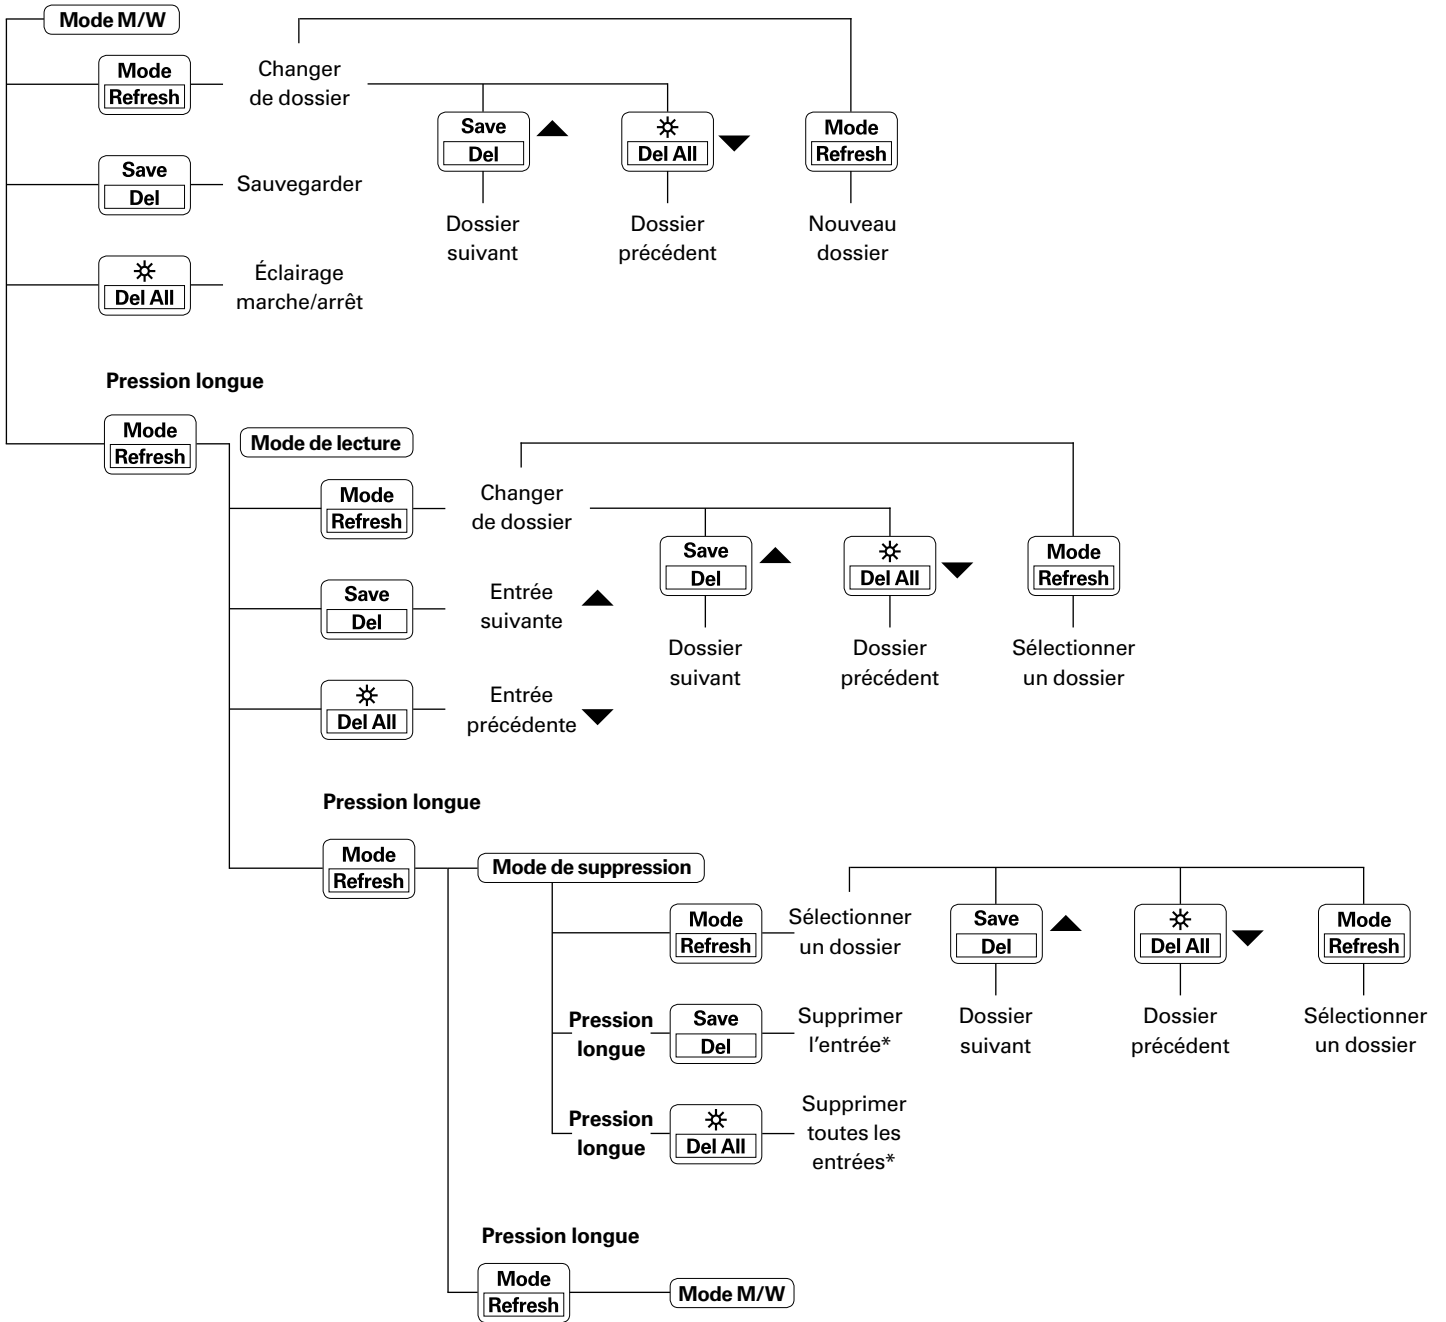 Mode M/W
Mode
Refresh
Changer
de dossier
Save
Del
Dossier
suivant
Del All
Dossier
précédent
Mode
Refresh
Nouveau
dossier
Save
Del
Sauvegarder
Del All
Éclairage
marche/arrêt
Pression longue
Mode
Refresh
Mode de lecture
Mode
Refresh
Changer
de dossier
Save
Del
Dossier
suivant
Del All
Dossier
précédent
Mode
Refresh
Sélectionner
un dossier
Save
Del
Entrée
suivante
Del All
Entrée
précédente
Pression longue
Mode
Refresh
Mode de suppression
Mode
Refresh
Sélectionner
un dossier
Save
Del
Dossier
suivant
Del All
Dossier
précédent
Mode
Refresh
Sélectionner
un dossier
Pression
longue
Save
Del
Supprimer
l’entrée*
Pression
longue
Del All
Supprimer
toutes les
entrées*
Pression longue
Mode
Refresh
Mode M/W